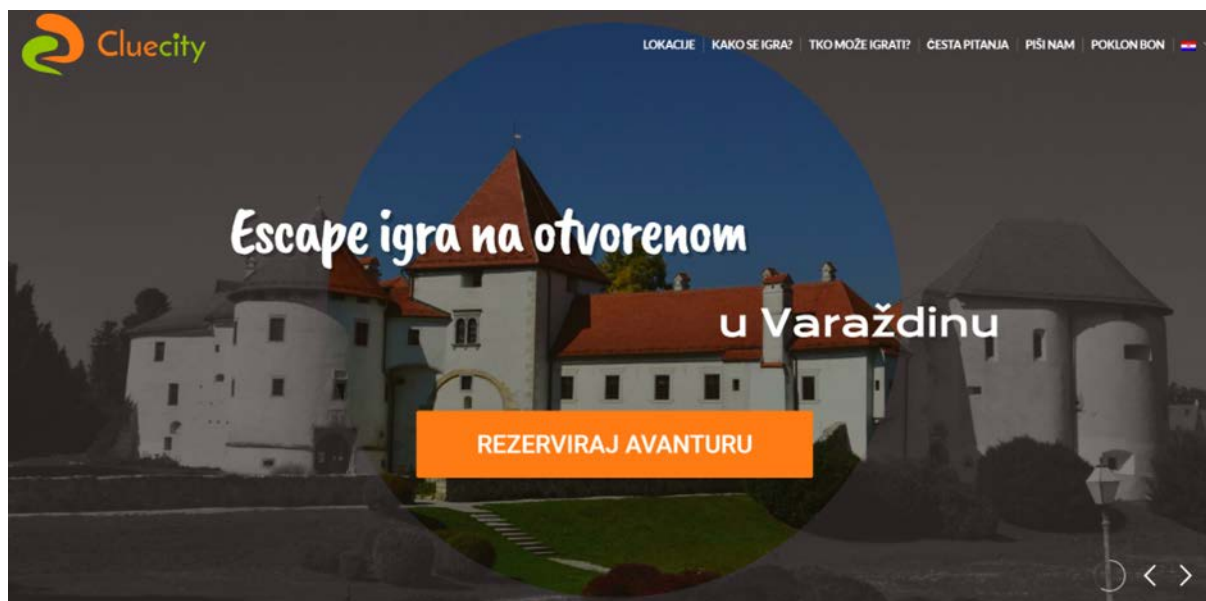 Cluecity
LOKACIJE KAKO SE IGRA? TKO MOŽE IGRATI? ČESTA PITANJA PIŠI NAM POKLON BON
Escape igra na otvorenom
u Varaždinu
REZERVIRAJ AVANTURU